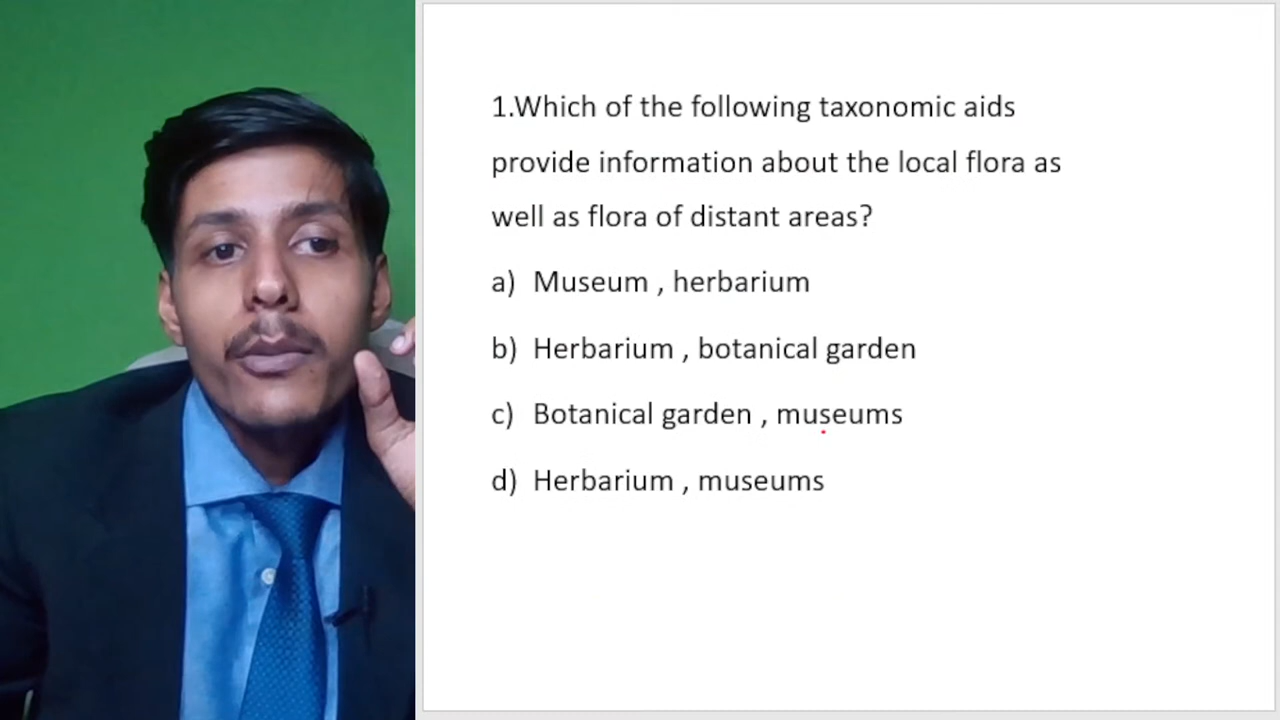 1.Which of the following taxonomic aids
provide information about the local flora as
well as flora of distant areas?
a) Museum , herbarium
b) Herbarium , botanical garden
c) Botanical garden , museums
d) Herbarium , museums